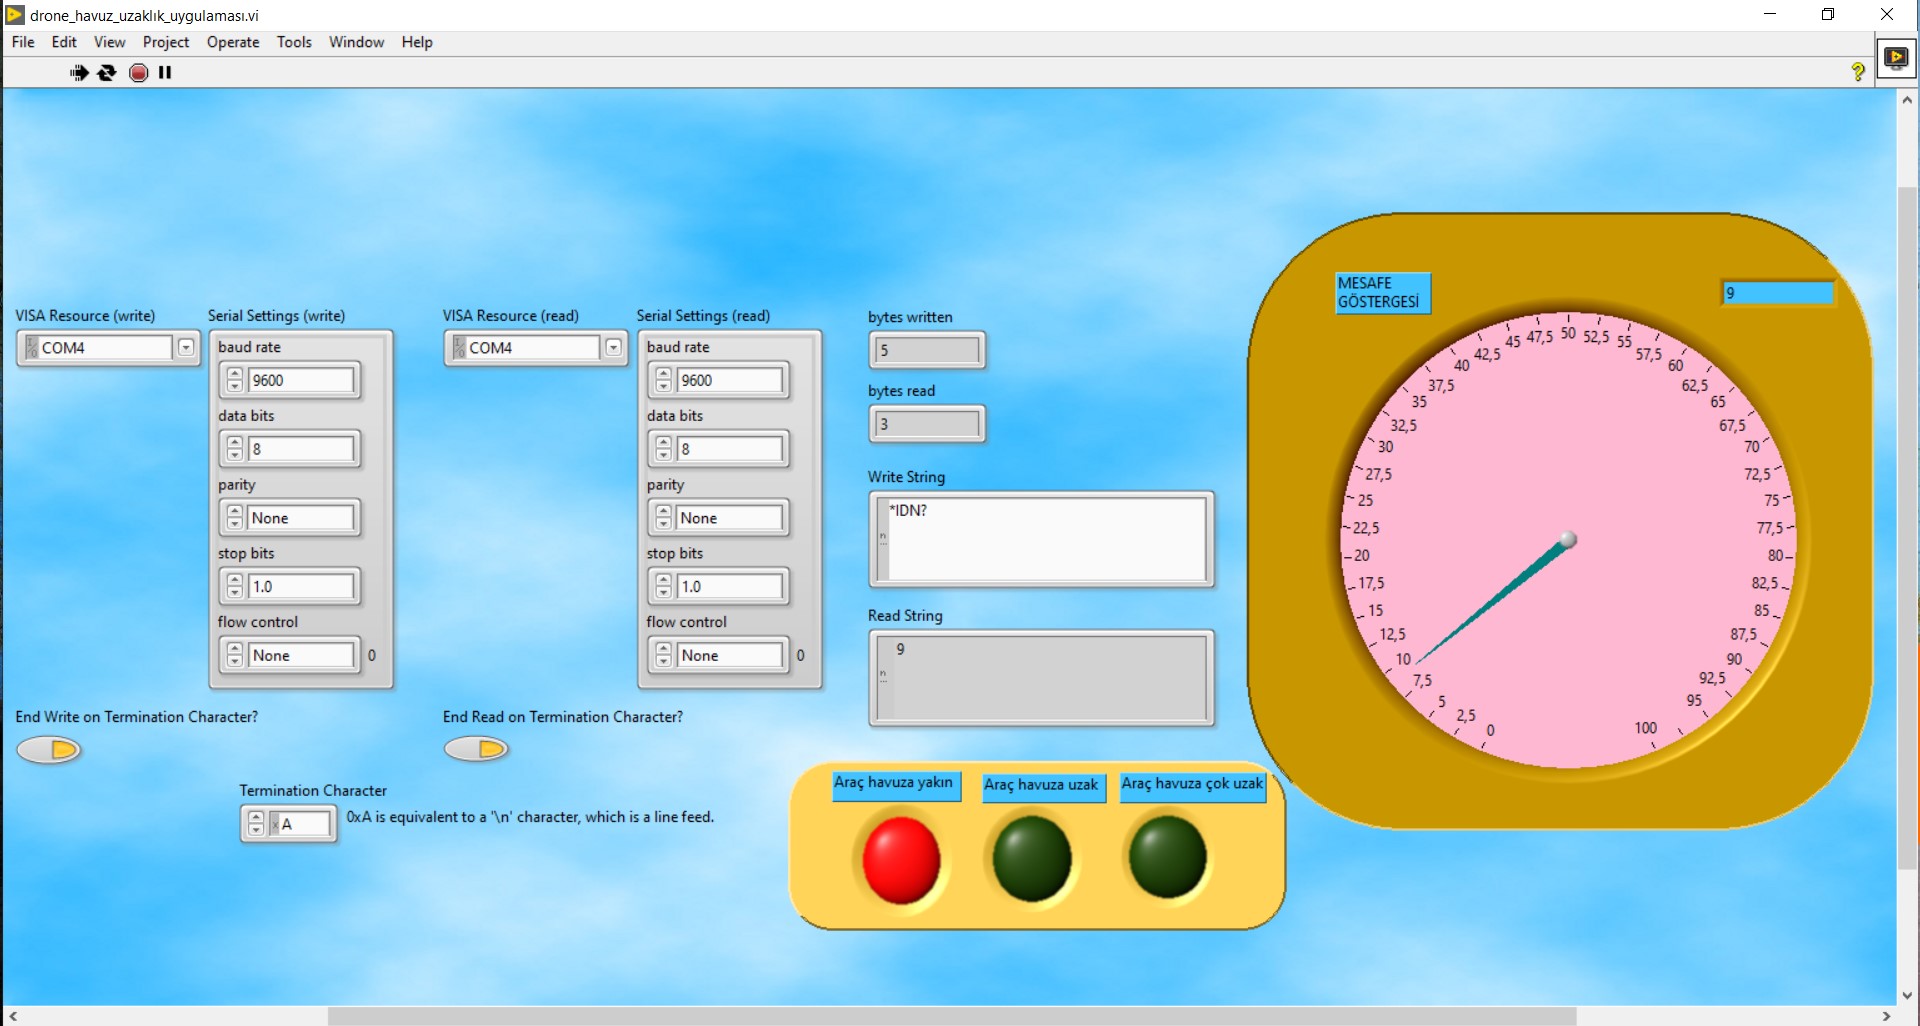 drone_havuz_uzaklık_uygulaması.vi
File Edit View Project Operate Tools Window Help
?
VISA Resource (write)
COM4
Serial Settings (write)
baud rate
9600
data bits
8
parity
None
stop bits
1.0
flow control
None 0
VISA Resource (read)
COM4
Serial Settings (read)
baud rate
9600
data bits
8
parity
None
stop bits
1.0
flow control
None 0
End Write on Termination Character?
End Read on Termination Character?
Termination Character
x A
0xA is equivalent to a '\n' character, which is a line feed.
bytes written
5
bytes read
3
Write String
*IDN?
Read String
9
Araç havuza yakın
Araç havuza uzak
Araç havuza çok uzak
MESAFE
GÖSTERGESİ
9
0
2,5
5
7,5
10
12,5
15
17,5
20
22,5
25
27,5
30
32,5
35
37,5
40
42,5
45
47,5
50
52,5
55
57,5
60
62,5
65
67,5
70
72,5
75
77,5
80
82,5
85
87,5
90
92,5
95
100